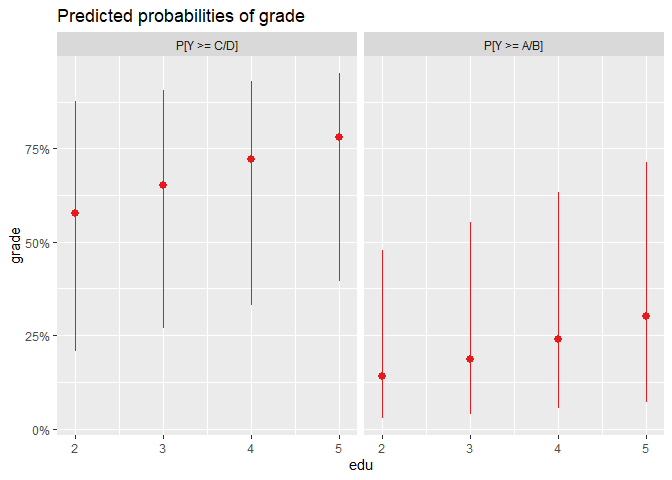 Predicted probabilities of grade
P[Y >= C/D]
P[Y >= A/B]
75%
50%
25%
0%
grade
2 3 4 5
2 3 4 5
edu